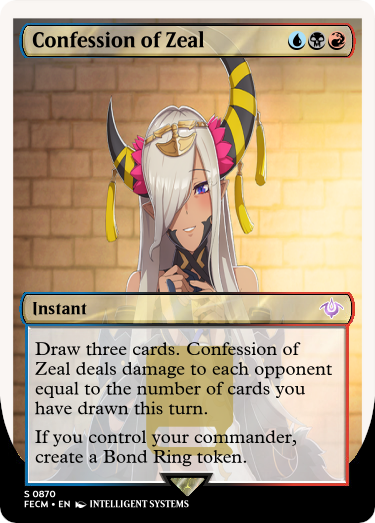 Confession of Zeal
Instant
Draw three cards. Confession of
Zeal deals damage to each opponent
equal to the number of cards you
have drawn this turn.
If you control your commander,
create a Bond Ring token.
S 0870
FECM • EN INTELLIGENT SYSTEMS